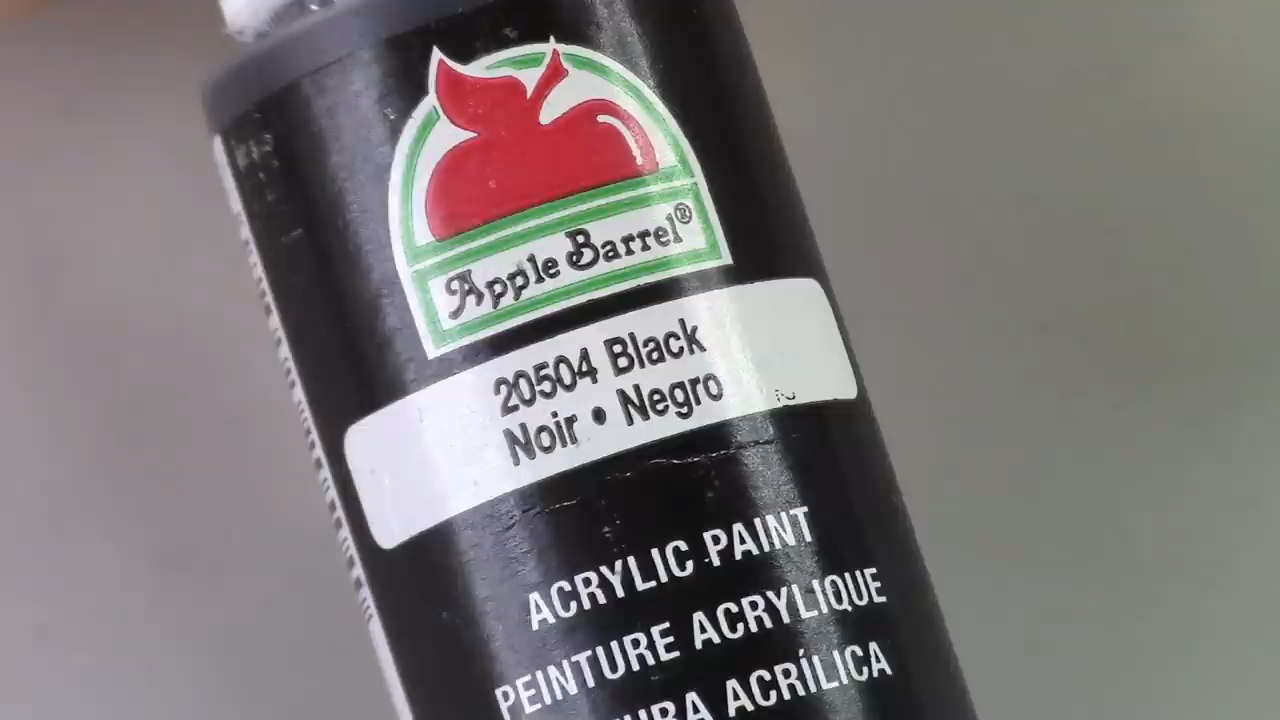 Apple Barrel®
20504 Black
Noir • Negro
ACRYLIC PAINT
PEINTURE ACRYLIQUE
ACRÍLICA